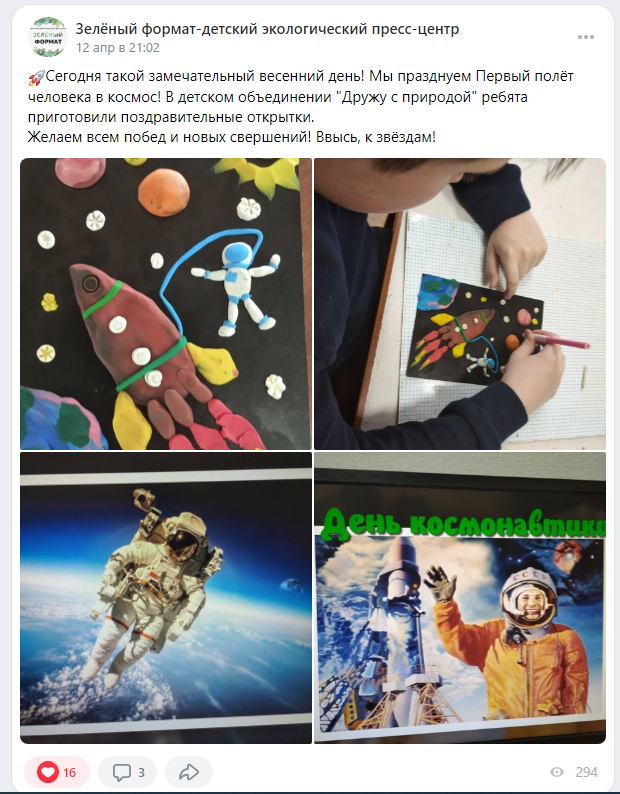 Зелёный формат-детский экологический пресс-центр
12 апр в 21:02
ЗЕЛЁНЫЙ
ФОРМАТ
🚀Сегодня такой замечательный весенний день! Мы празднуем Первый полёт
человека в космос! В детском объединении "Дружу с природой" ребята
приготовили поздравительные открытки.
Желаем всем побед и новых свершений! Ввысь, к звёздам!
День космонавтики
СССР
16
3
294